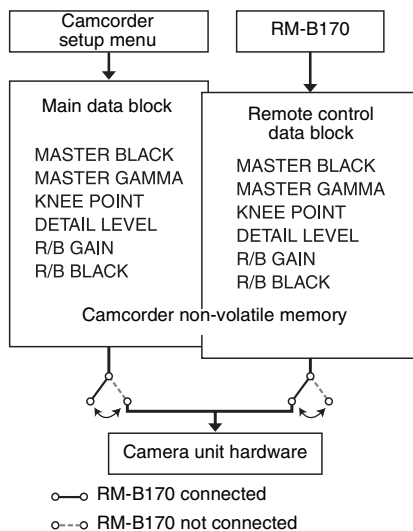 Camcorder
setup menu
RM-B170
Main data block
MASTER BLACK
MASTER GAMMA
KNEE POINT
DETAIL LEVEL
R/B GAIN
R/B BLACK
Remote control
data block
MASTER BLACK
MASTER GAMMA
KNEE POINT
DETAIL LEVEL
R/B GAIN
R/B BLACK
Camcorder non-volatile memory
Camera unit hardware
RM-B170 connected
RM-B170 not connected